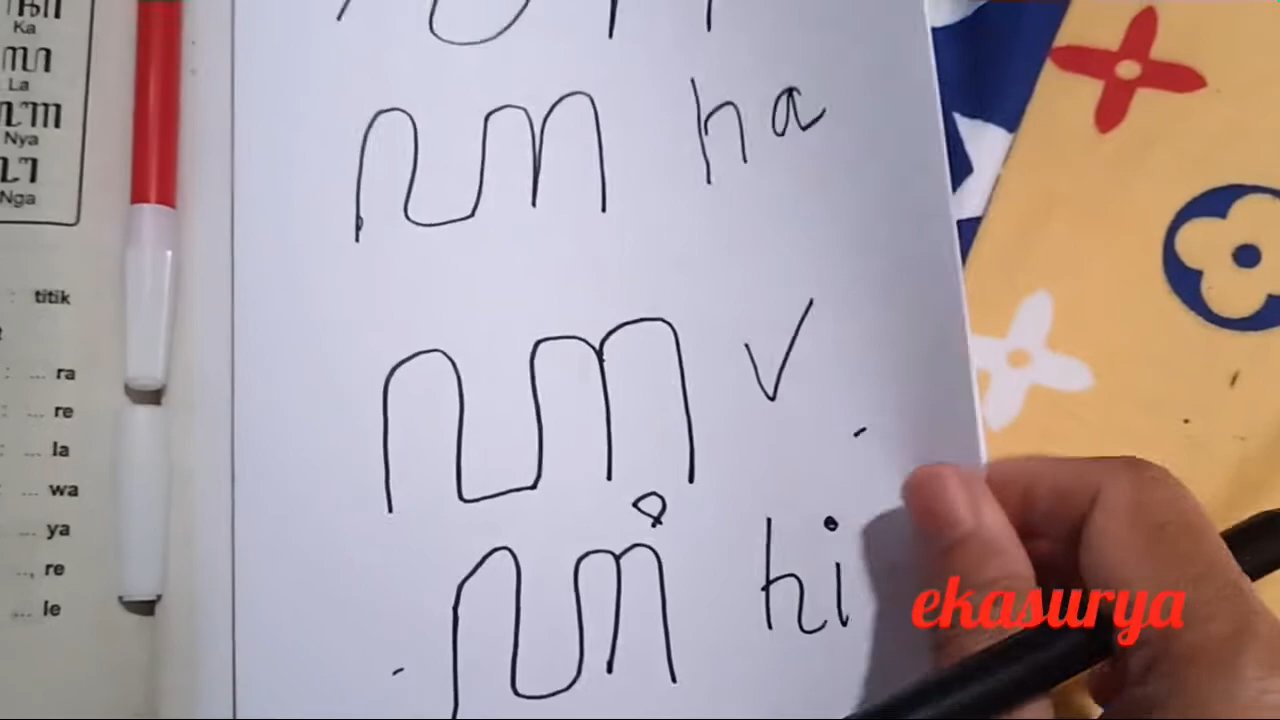 Ka
La
Nya
Nga
titik
: ... ra
: ... re
: ... la
... wa
... ya
.., re
... le
ꦲ ha
ꦲ
ꦲꦶ hi
ekasurya